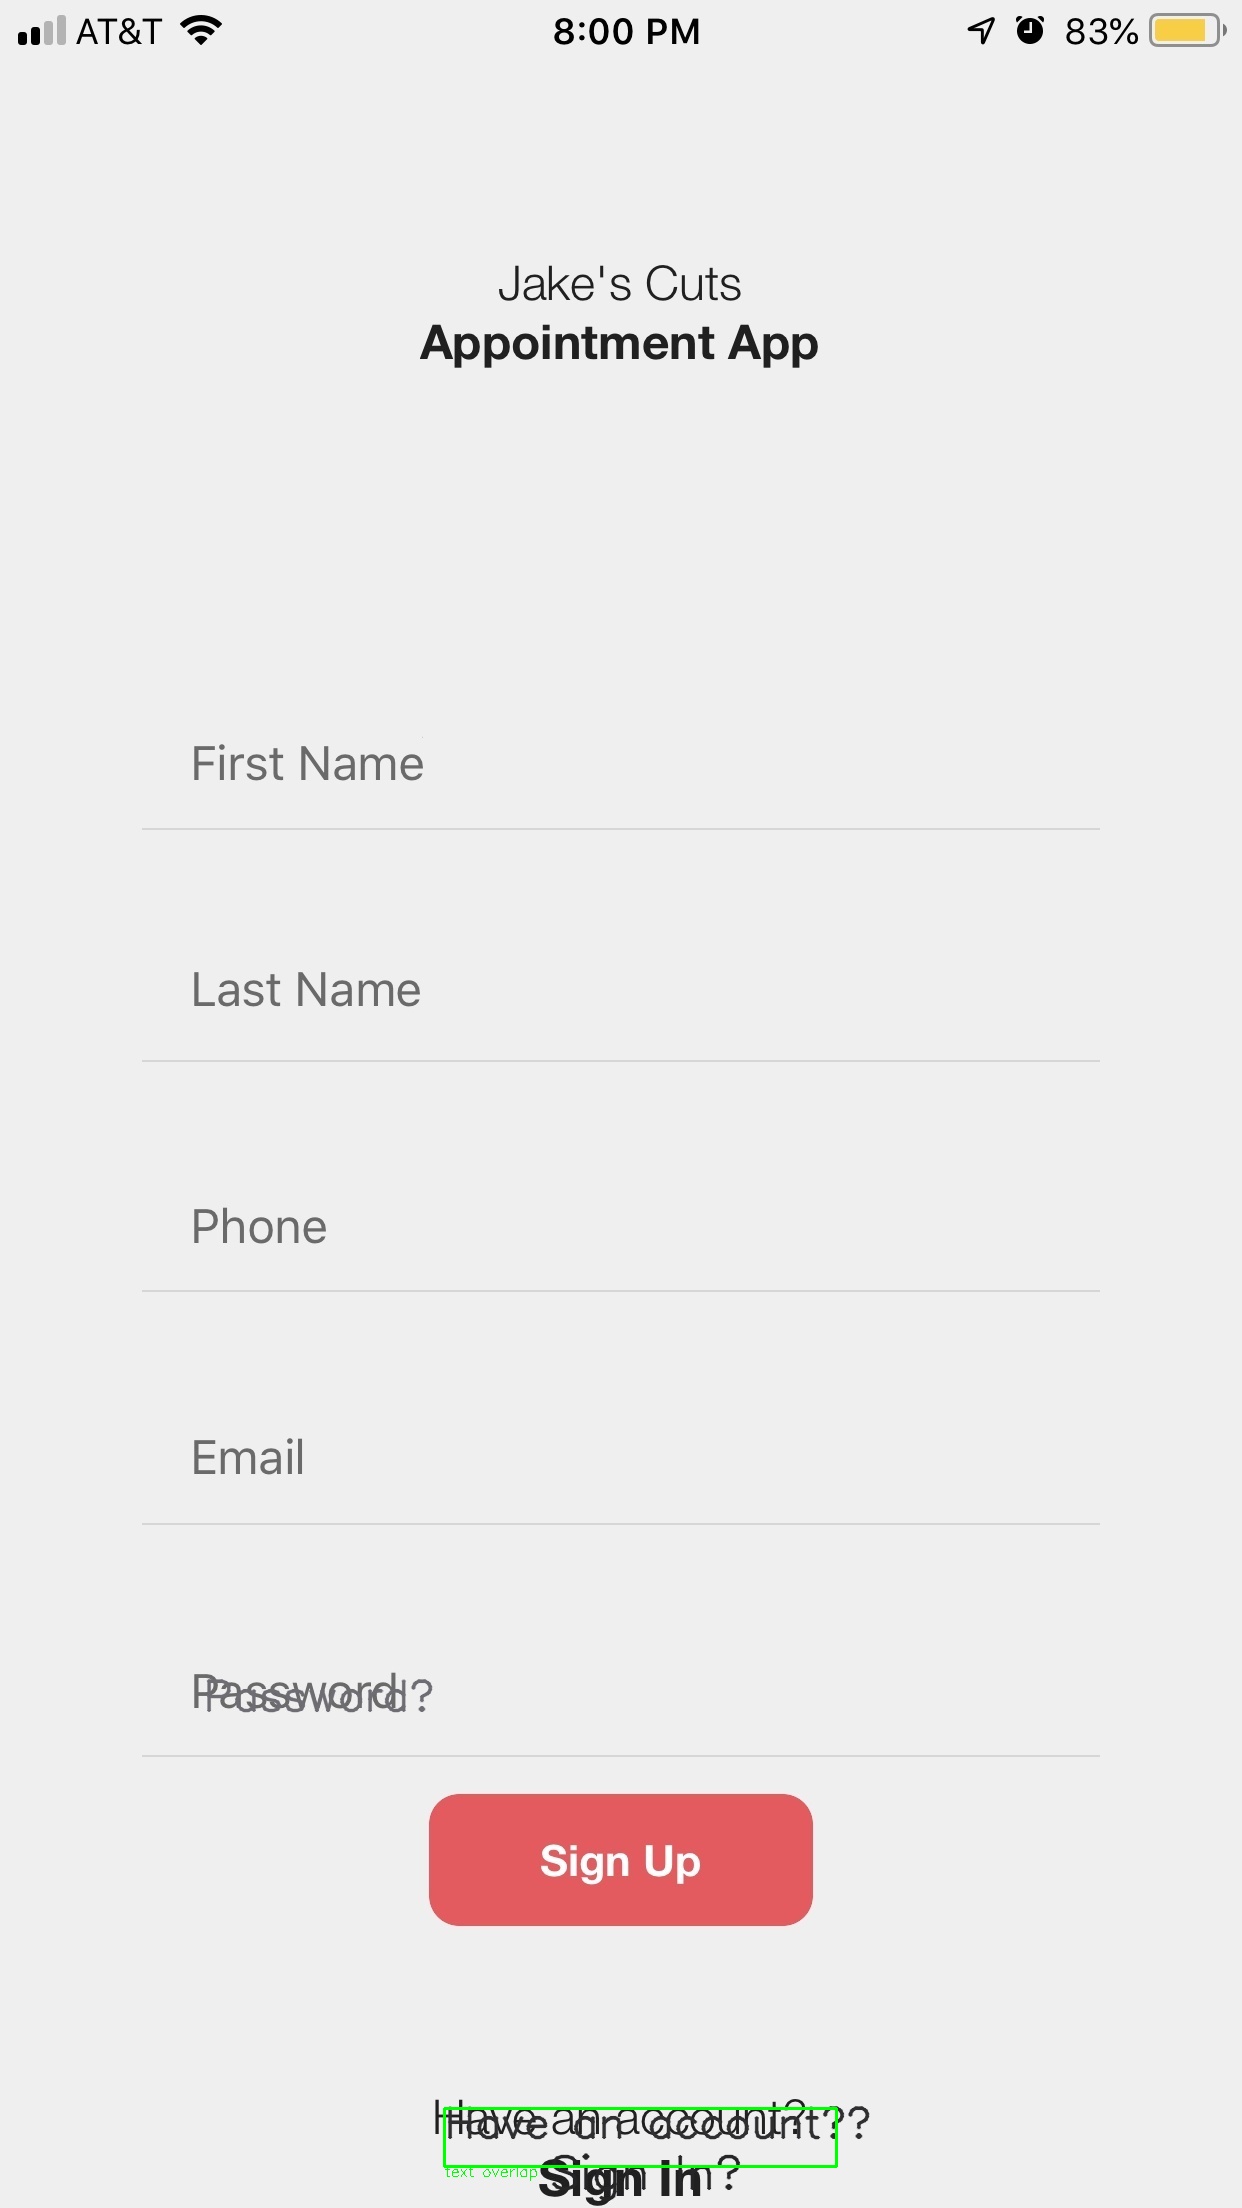 AT&T 8:00 PM 83%
Jake's Cuts
Appointment App
First Name
Last Name
Phone
Email
Password
Password?
Sign Up
Have an account?
Have an account??
text overlap
Sign In
Sign In?